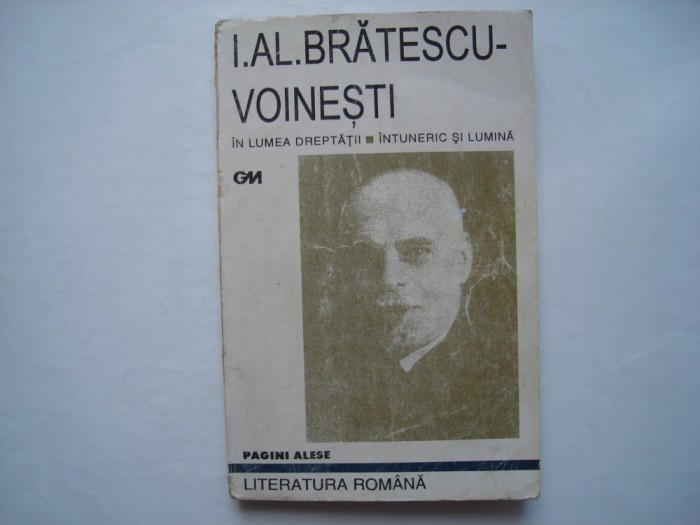 I.AL.BRĂTESCU-
VOINEȘTI
ÎN LUMEA DREPTĂȚII ■ ÎNTUNERIC ȘI LUMINĂ
GM
PAGINI ALESE
LITERATURA ROMÂNĂ